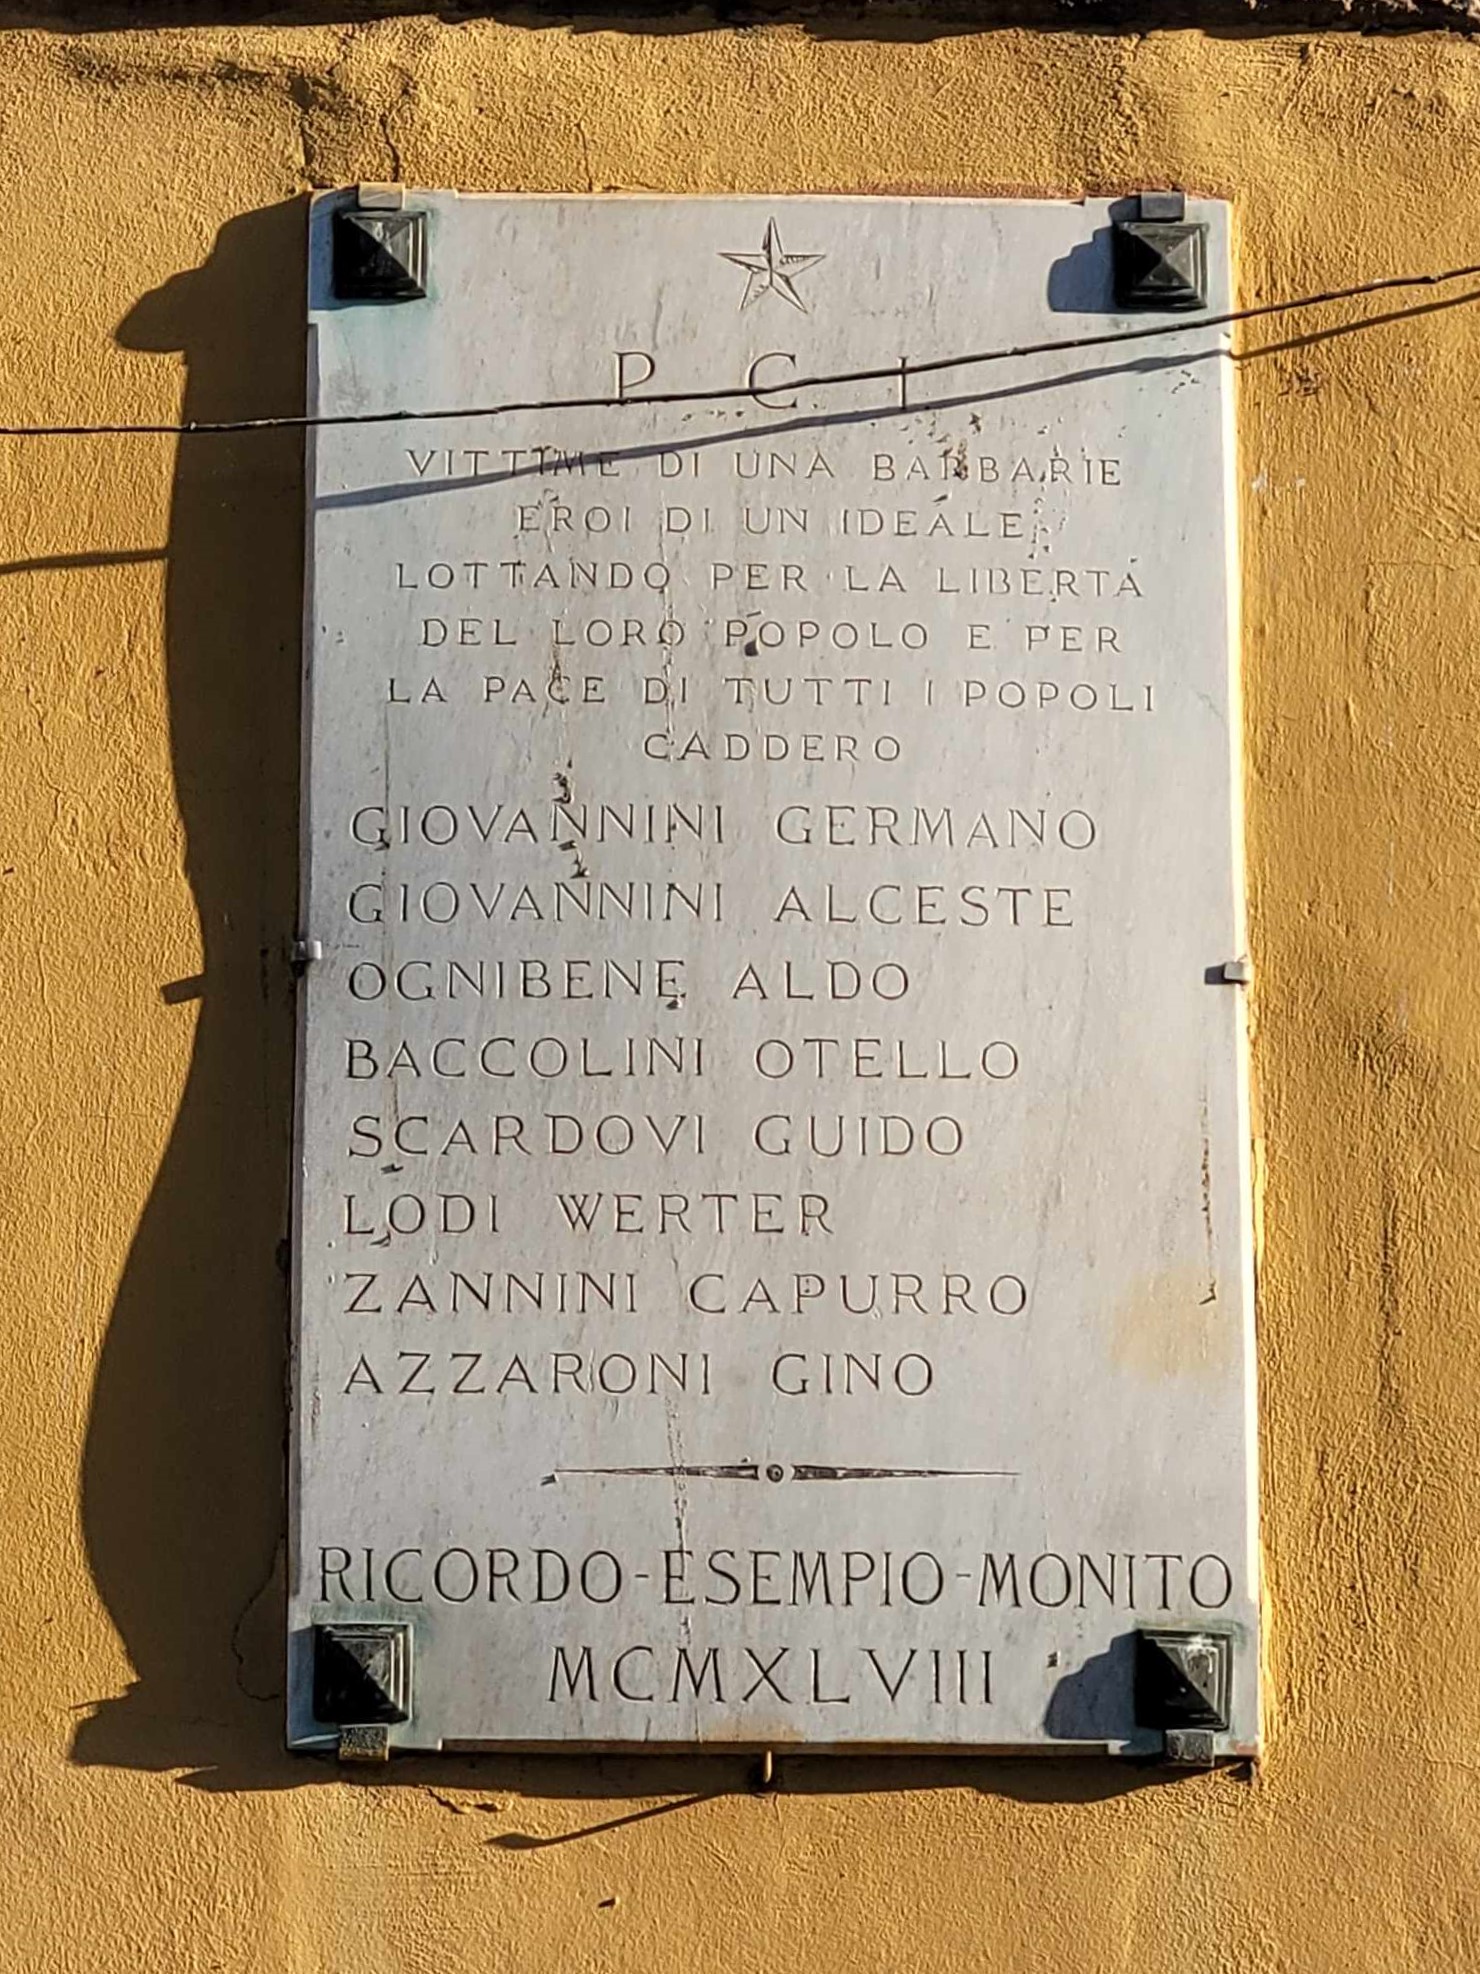 P C I
VITTIME DI UNA BARBARIE
EROI DI UN IDEALE
LOTTANDO PER LA LIBERTÀ
DEL LORO POPOLO E PER
LA PACE DI TUTTI I POPOLI
CADDERO
GIOVANNINI GERMANO
GIOVANNINI ALCESTE
OGNIBENE ALDO
BACCOLINI OTELLO
SCARDOVI GUIDO
LODI WERTER
ZANNINI CAPURRO
AZZARONI GINO
RICORDO-ESEMPIO-MONITO
MCMXLVIII